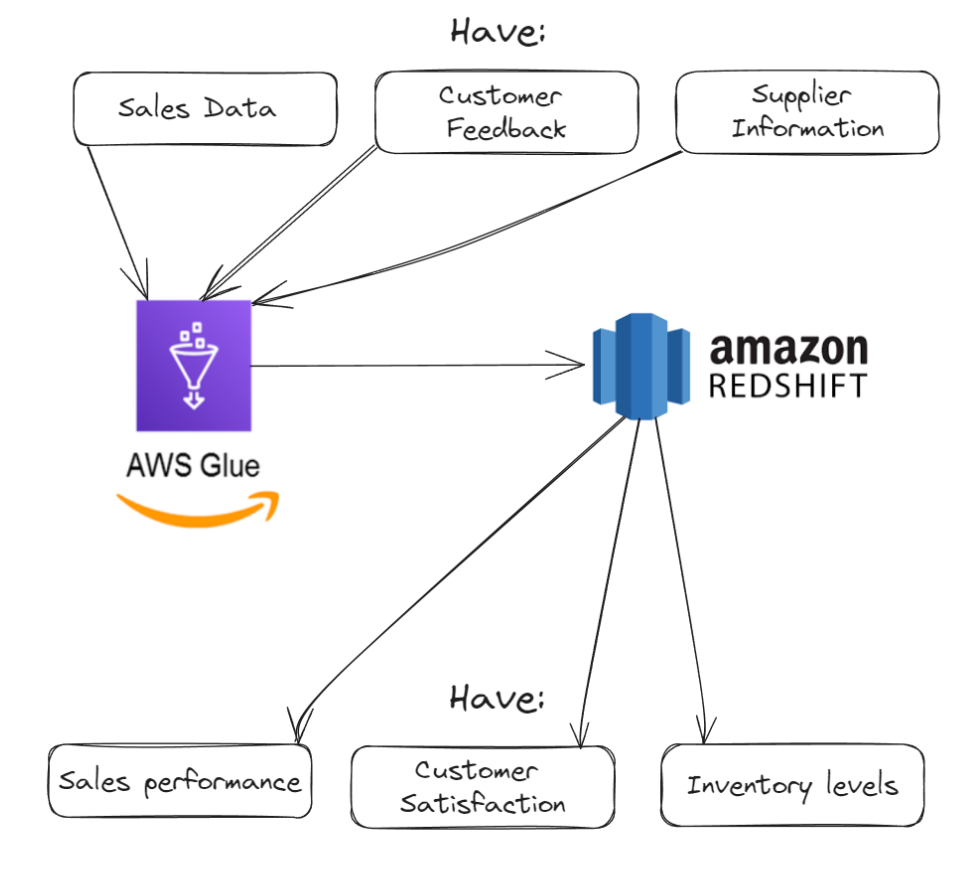 Have:
Sales Data
Customer
Feedback
Supplier
Information
AWS Glue
amazon
REDSHIFT
Have:
Sales performance
Customer
Satisfaction
Inventory levels